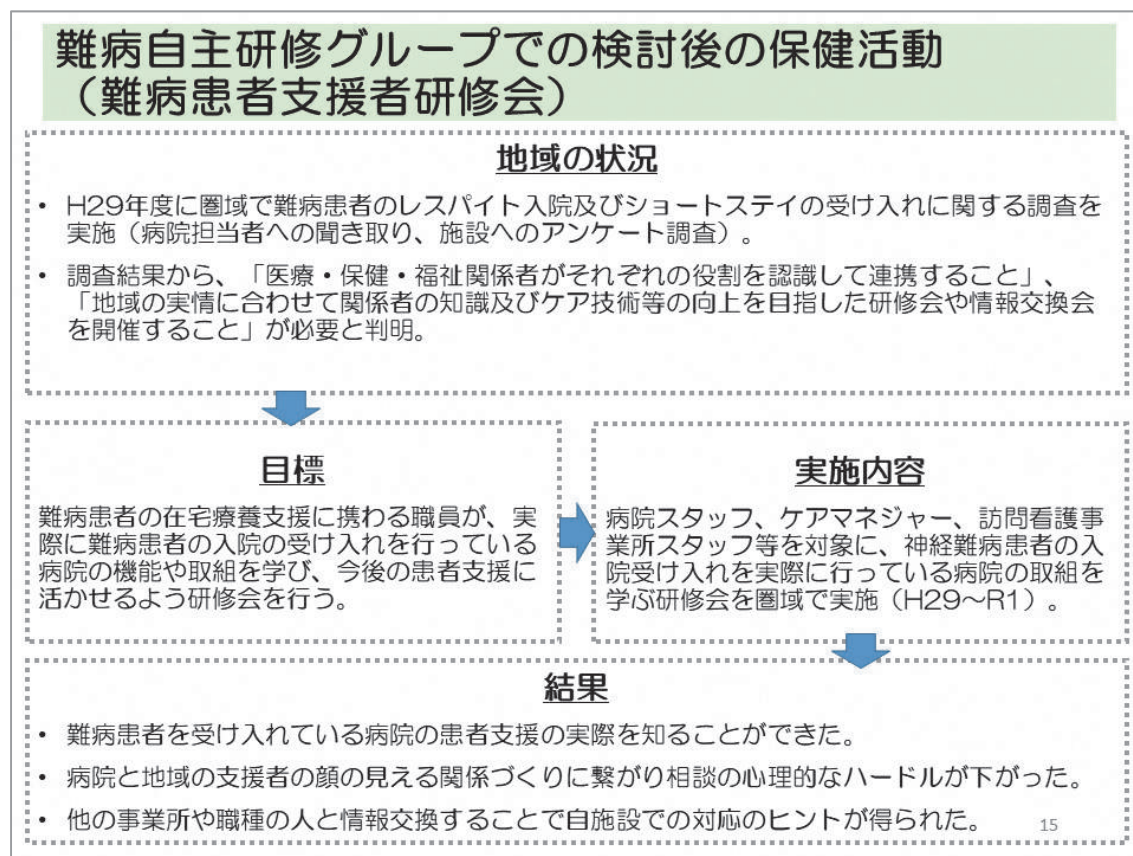 難病自主研修グループでの検討後の保健活動
（難病患者支援者研修会）
地域の状況
• H29年度に圏域で難病患者のレスパイト入院及びショートステイの受け入れに関する調査を
実施（病院担当者への聞き取り、施設へのアンケート調査）。
• 調査結果から、「医療・保健・福祉関係者がそれぞれの役割を認識して連携すること」、
「地域の実情に合わせて関係者の知識及びケア技術等の向上を目指した研修会や情報交換会
を開催すること」が必要と判明。
目標
難病患者の在宅療養支援に携わる職員が、実
際に難病患者の入院の受け入れを行っている
病院の機能や取組を学び、今後の患者支援に
活かせるよう研修会を行う。
実施内容
病院スタッフ、ケアマネジャー、訪問看護事
業所スタッフ等を対象に、神経難病患者の入
院受け入れを実際に行っている病院の取組を
学ぶ研修会を圏域で実施（H29～R1）。
結果
• 難病患者を受け入れている病院の患者支援の実際を知ることができた。
• 病院と地域の支援者の顔の見える関係づくりに繋がり相談の心理的なハードルが下がった。
• 他の事業所や職種の人と情報交換することで自施設での対応のヒントが得られた。
15